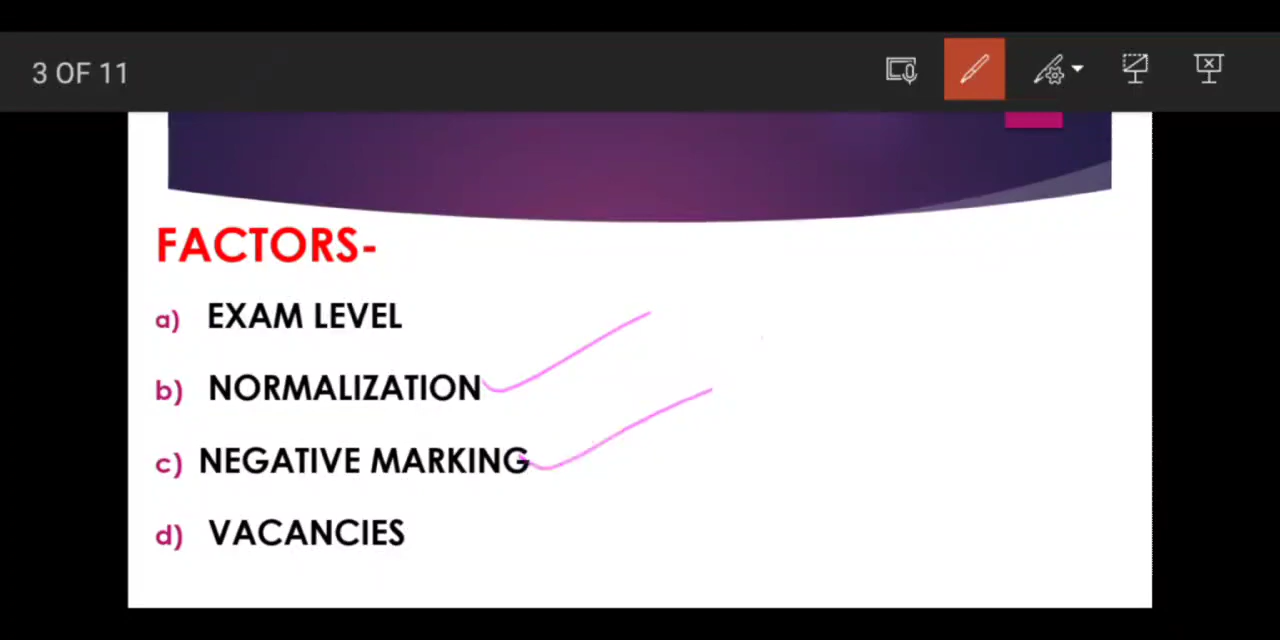 3 OF 11
FACTORS-
a) EXAM LEVEL
b) NORMALIZATION
c) NEGATIVE MARKING
d) VACANCIES